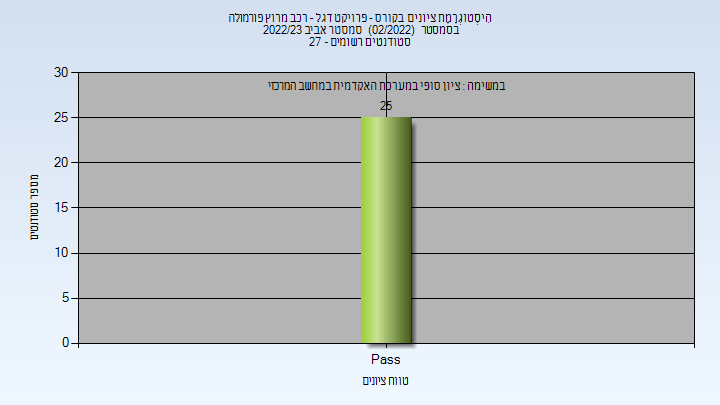 היסטוגרמת ציונים בקורס - פרויקט דגל - רכב מרוץ פורמולה
בסמסטר (02/2022) סמסטר אביב 2022/23
סטודנטים רשומים - 27
במשימה : ציון סופי במערכת האקדמית במחשב המרכזי
25
30
25
20
15
10
5
0
מספר סטודנטים
Pass
טווח ציונים